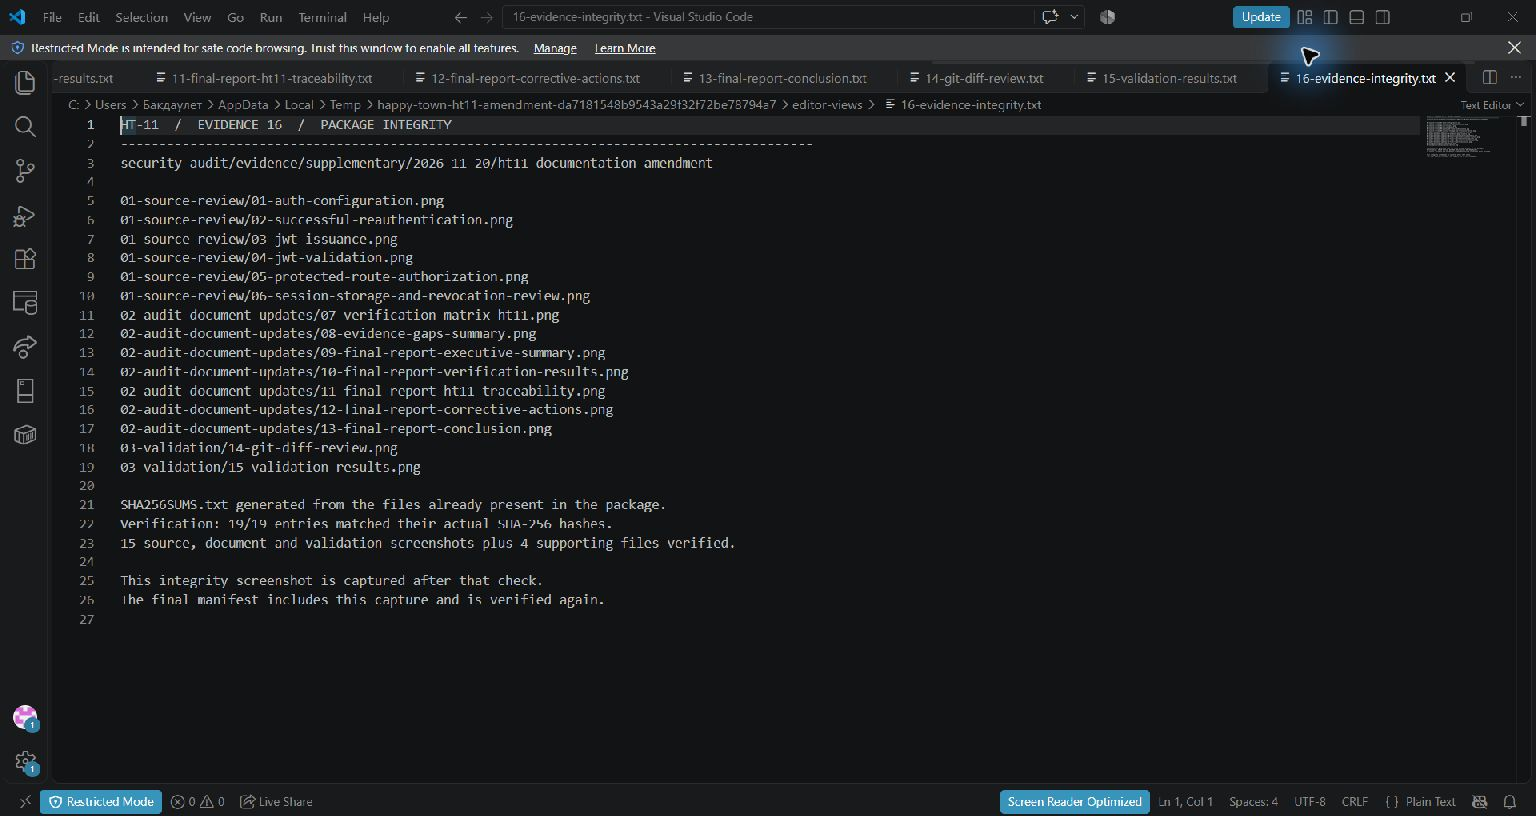 File Edit Selection View Go Run Terminal Help
16-evidence-integrity.txt - Visual Studio Code
Update
Restricted Mode is intended for safe code browsing. Trust this window to enable all features. Manage Learn More
-results.txt 11-final-report-ht11-traceability.txt 12-final-report-corrective-actions.txt 13-final-report-conclusion.txt 14-git-diff-review.txt 15-validation-results.txt 16-evidence-integrity.txt
C: > Users > Бакдаулет > AppData > Local > Temp > happy-town-ht11-amendment-da7181548b9543a29f32f72be78794a7 > editor-views > 16-evidence-integrity.txt
Text Editor
1 HT-11 / EVIDENCE 16 / PACKAGE INTEGRITY
2 ------------------------------------------------------------------------------------------
3 security audit/evidence/supplementary/2026 11 20/ht11 documentation amendment
4
5 01-source-review/01-auth-configuration.png
6 01-source-review/02-successful-reauthentication.png
7 01 source review/03 jwt issuance.png
8 01-source-review/04-jwt-validation.png
9 01-source-review/05-protected-route-authorization.png
10 01-source-review/06-session-storage-and-revocation-review.png
11 02 audit document updates/07 verification matrix ht11.png
12 02-audit-document-updates/08-evidence-gaps-summary.png
13 02-audit-document-updates/09-final-report-executive-summary.png
14 02-audit-document-updates/10-final-report-verification-results.png
15 02 audit document updates/11 final report ht11 traceability.png
16 02-audit-document-updates/12-final-report-corrective-actions.png
17 02-audit-document-updates/13-final-report-conclusion.png
18 03-validation/14-git-diff-review.png
19 03 validation/15 validation results.png
20
21 SHA256SUMS.txt generated from the files already present in the package.
22 Verification: 19/19 entries matched their actual SHA-256 hashes.
23 15 source, document and validation screenshots plus 4 supporting files verified.
24
25 This integrity screenshot is captured after that check.
26 The final manifest includes this capture and is verified again.
27
1
1
Restricted Mode 0 0 Live Share
Screen Reader Optimized Ln 1, Col 1 Spaces: 4 UTF-8 CRLF { } Plain Text